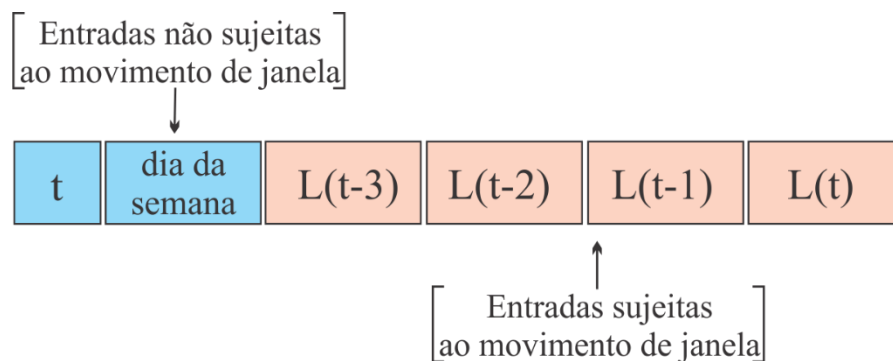 Entradas não sujeitas
ao movimento de janela
t
dia da
semana
L(t-3)
L(t-2)
L(t-1)
L(t)
Entradas sujeitas
ao movimento de janela